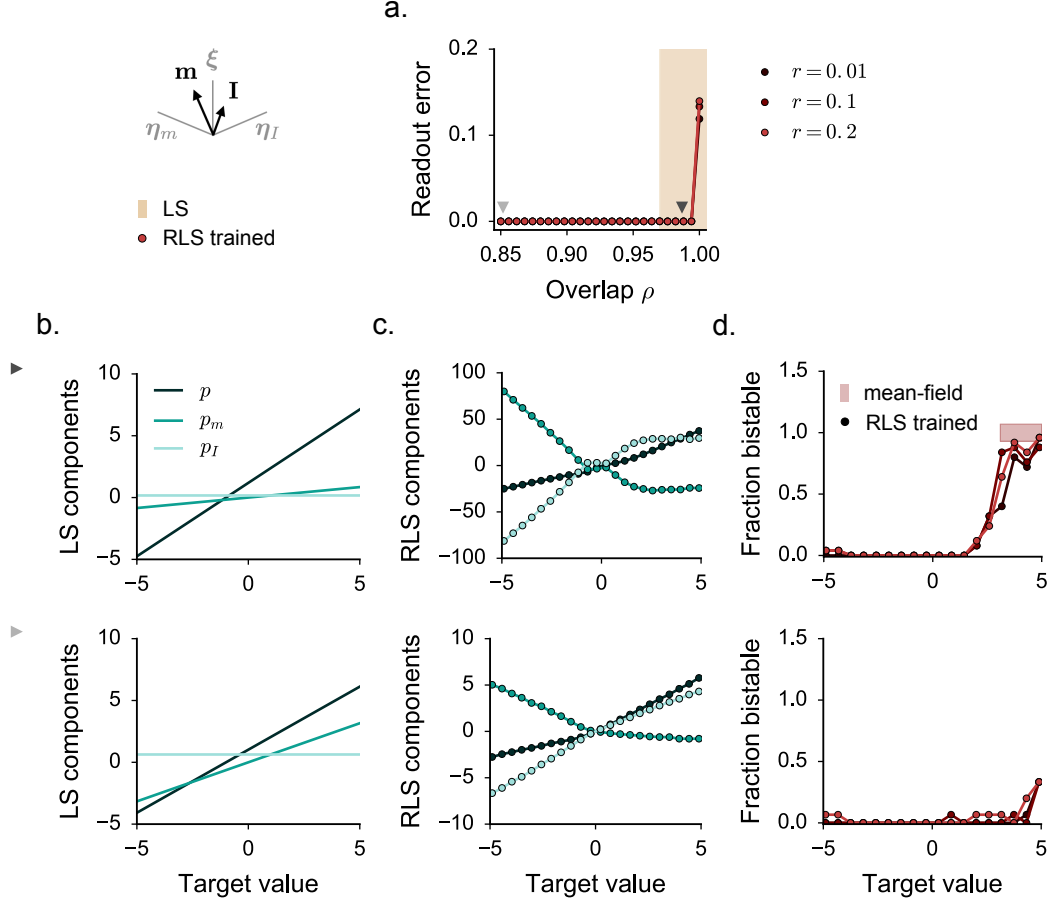 a.
ξ
m
I
η_m
η_I
LS
RLS trained
Readout error
0.2
0.1
0.0
0.85
0.90
0.95
1.00
Overlap ρ
r = 0.01
r = 0.1
r = 0.2
b.
LS components
10
5
0
−5
−5
0
5
p
p_m
p_I
c.
RLS components
100
50
0
−50
−100
−5
0
5
d.
Fraction bistable
1.5
1.0
0.5
0.0
−5
0
5
mean-field
RLS trained
LS components
10
5
0
−5
−5
0
5
Target value
RLS components
10
5
0
−5
−10
−5
0
5
Target value
Fraction bistable
1.5
1.0
0.5
0.0
−5
0
5
Target value